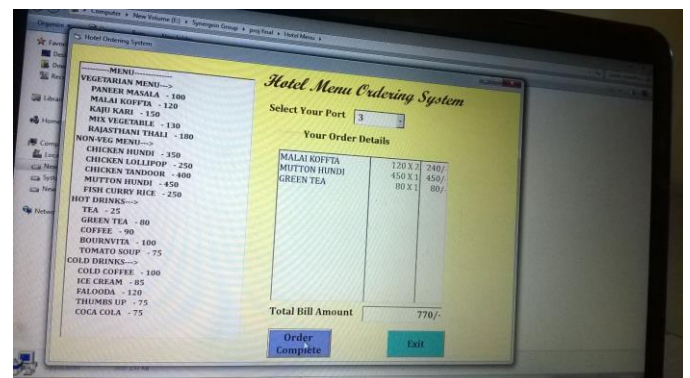 Computer ▸ New Volume (E:) ▸ Synergon Group ▸ proj final ▸ Hotel Menu ▸
Hotel Ordering System
----------MENU-----------
VEGETARIAN MENU--->
PANEER MASALA - 100
MALAI KOFFTA - 120
KAJU KARI - 150
MIX VEGETABLE - 130
RAJASTHANI THALI - 180
NON-VEG MENU--->
CHICKEN HUNDI - 350
CHICKEN LOLLIPOP - 250
CHICKEN TANDOOR - 400
MUTTON HUNDI - 450
FISH CURRY RICE - 250
HOT DRINKS--->
TEA - 25
GREEN TEA - 80
COFFEE - 90
BOURNVITA - 100
TOMATO SOUP - 75
COLD DRINKS--->
COLD COFFEE - 100
ICE CREAM - 85
FALOODA - 120
THUMBS UP - 75
COCA COLA - 75
Hotel Menu Ordering System
Select Your Port 3
Your Order Details
MALAI KOFFTA 120 X 2 240/-
MUTTON HUNDI 450 X 1 450/-
GREEN TEA 80 X 1 80/-
Total Bill Amount 770/-
Order Complete
Exit